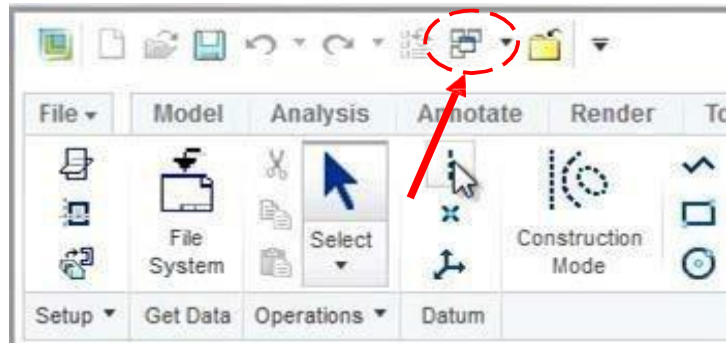 File Model Analysis Annotate Render
File
System
Select
Construction
Mode
Setup Get Data Operations Datum